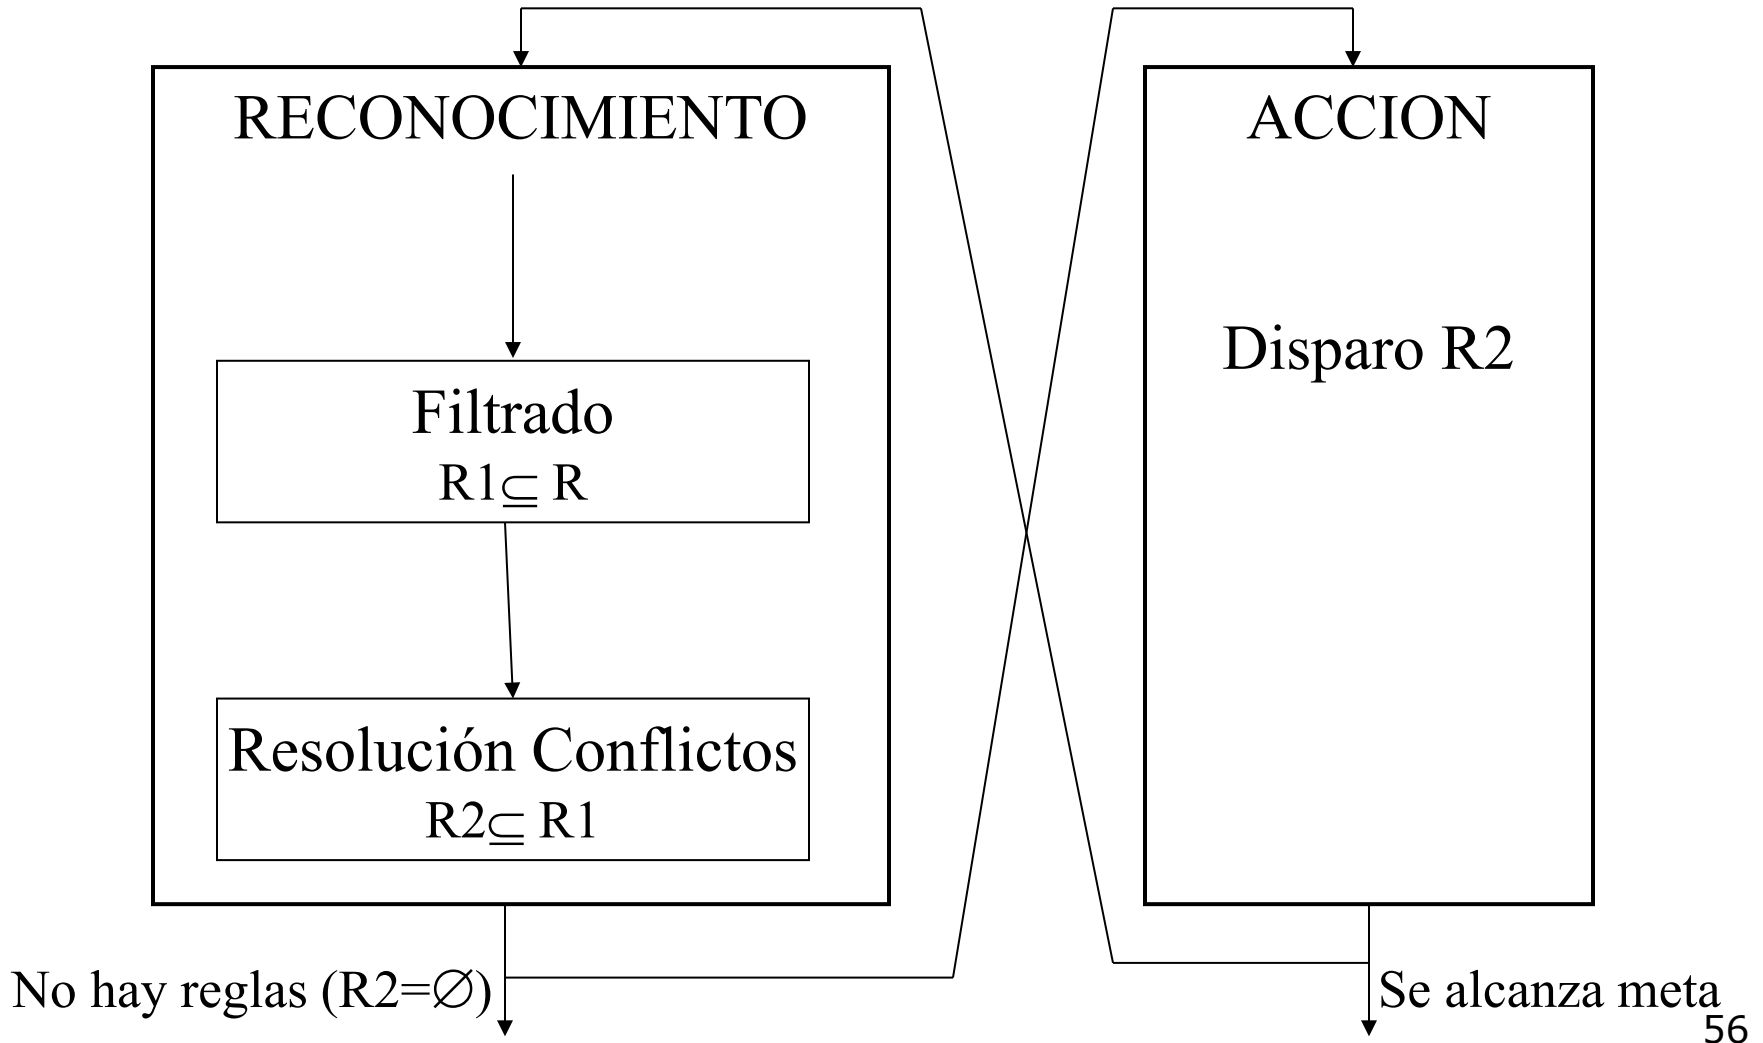 RECONOCIMIENTO
Filtrado
R1⊆ R
Resolución Conflictos
R2⊆ R1
No hay reglas (R2=∅)
ACCION
Disparo R2
Se alcanza meta
56